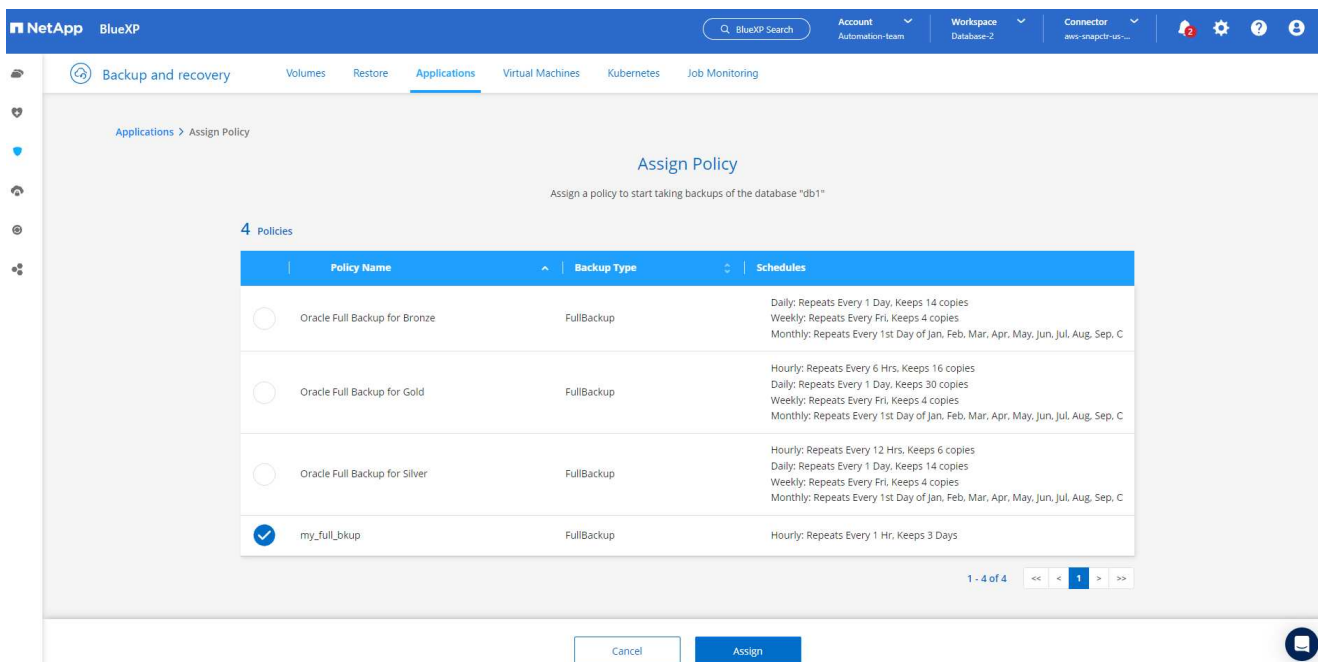 NetApp BlueXP
BlueXP Search
Account
Automation-team
Workspace
Database-2
Connector
aws-snapctr-us-...
2
Backup and recovery
Volumes
Restore
Applications
Virtual Machines
Kubernetes
Job Monitoring
Applications > Assign Policy
Assign Policy
Assign a policy to start taking backups of the database "db1"
4 Policies
Policy Name
Backup Type
Schedules
Oracle Full Backup for Bronze
FullBackup
Daily: Repeats Every 1 Day, Keeps 14 copies
Weekly: Repeats Every Fri, Keeps 4 copies
Monthly: Repeats Every 1st Day of Jan, Feb, Mar, Apr, May, Jun, Jul, Aug, Sep, C
Oracle Full Backup for Gold
FullBackup
Hourly: Repeats Every 6 Hrs, Keeps 16 copies
Daily: Repeats Every 1 Day, Keeps 30 copies
Weekly: Repeats Every Fri, Keeps 4 copies
Monthly: Repeats Every 1st Day of Jan, Feb, Mar, Apr, May, Jun, Jul, Aug, Sep, C
Oracle Full Backup for Silver
FullBackup
Hourly: Repeats Every 12 Hrs, Keeps 6 copies
Daily: Repeats Every 1 Day, Keeps 14 copies
Weekly: Repeats Every Fri, Keeps 4 copies
Monthly: Repeats Every 1st Day of Jan, Feb, Mar, Apr, May, Jun, Jul, Aug, Sep, C
my_full_bkup
FullBackup
Hourly: Repeats Every 1 Hr, Keeps 3 Days
1 - 4 of 4
<< < 1 > >>
Cancel
Assign